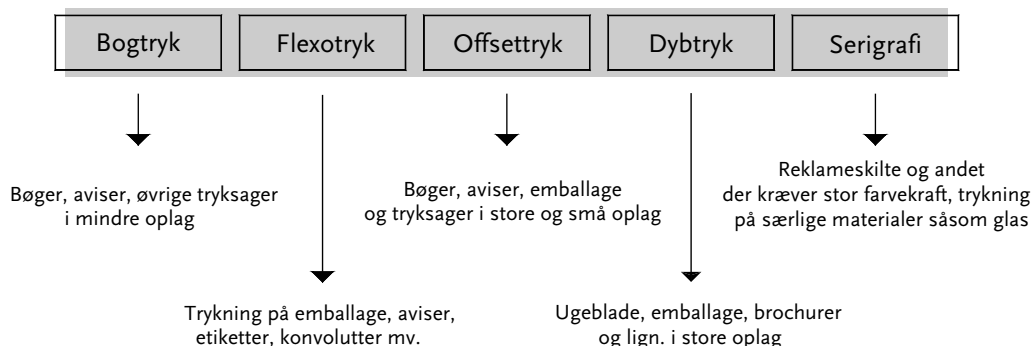 Bogtryk
Flexotryk
Offsettryk
Dybtryk
Serigrafi
Bøger, aviser, øvrige tryksager
i mindre oplag
Trykning på emballage, aviser,
etiketter, konvolutter mv.
Bøger, aviser, emballage
og tryksager i store og små oplag
Ugeblade, emballage, brochurer
og lign. i store oplag
Reklameskilte og andet
der kræver stor farvekraft, trykning
på særlige materialer såsom glas